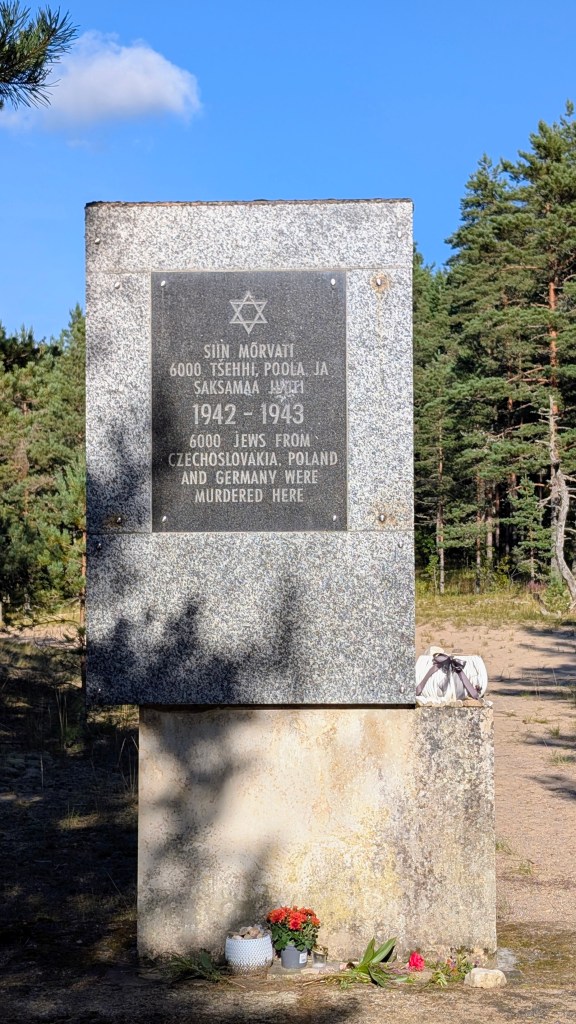 SIIN MÕRVATI
6000 TSEHHI, POOLA JA
SAKSAMAA JUUTI
1942 - 1943
6000 JEWS FROM
CZECHOSLOVAKIA, POLAND
AND GERMANY WERE
MURDERED HERE